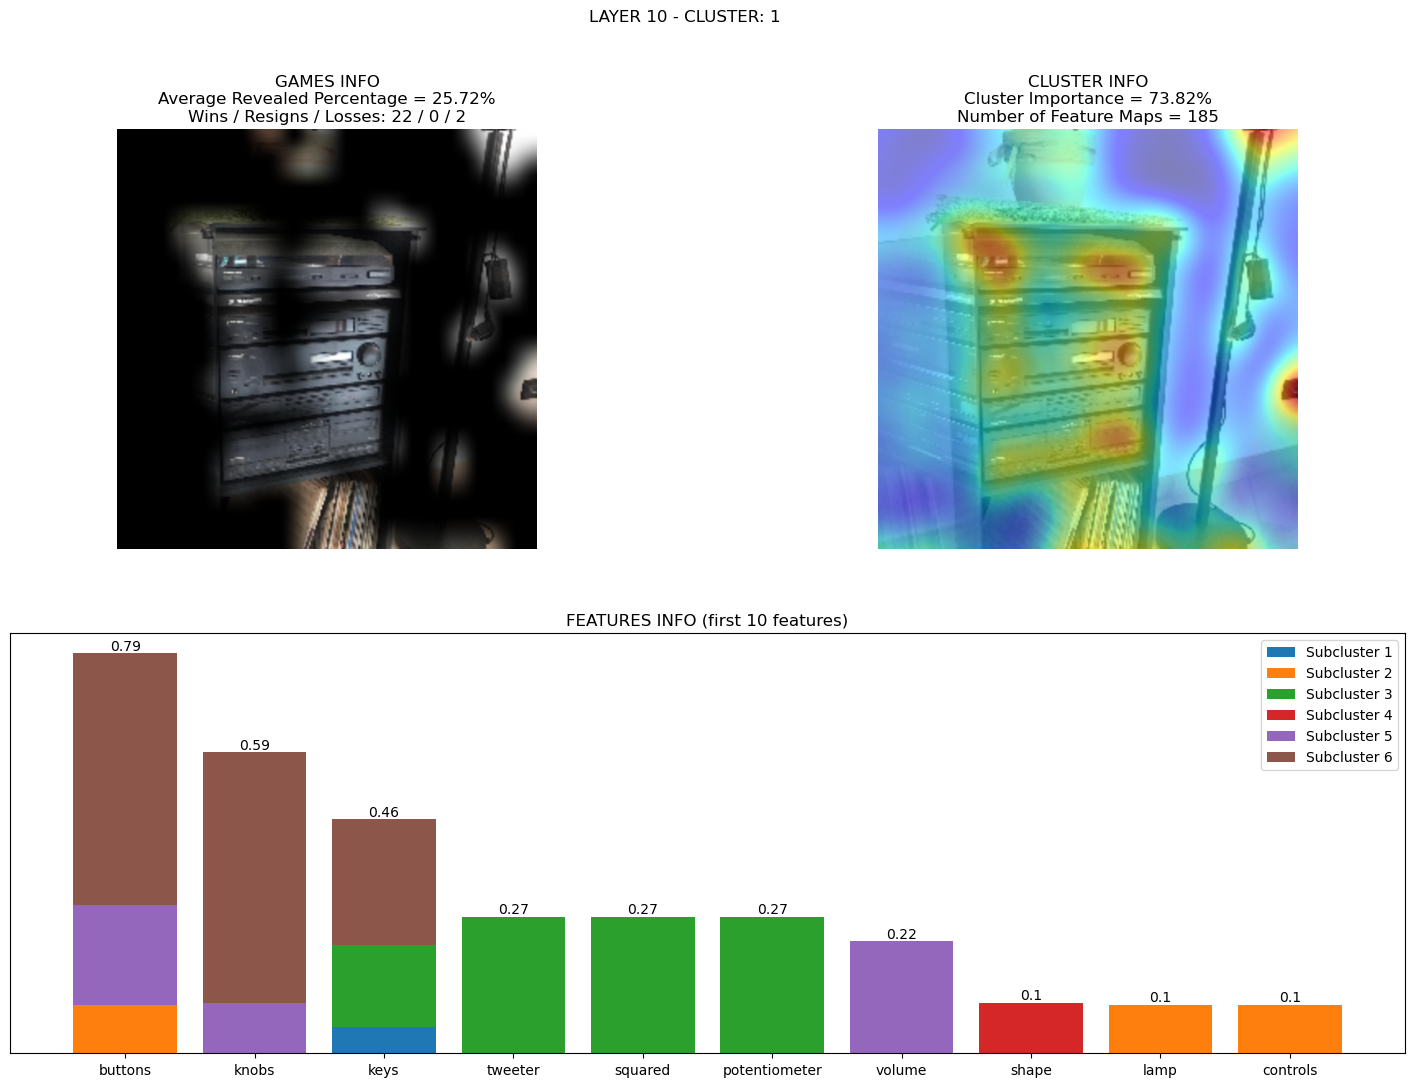 LAYER 10 - CLUSTER: 1
GAMES INFO
Average Revealed Percentage = 25.72%
Wins / Resigns / Losses: 22 / 0 / 2
CLUSTER INFO
Cluster Importance = 73.82%
Number of Feature Maps = 185
FEATURES INFO (first 10 features)
0.79
0.59
0.46
0.27
0.27
0.27
0.22
0.1
0.1
0.1
Subcluster 1
Subcluster 2
Subcluster 3
Subcluster 4
Subcluster 5
Subcluster 6
buttons
knobs
keys
tweeter
squared
potentiometer
volume
shape
lamp
controls